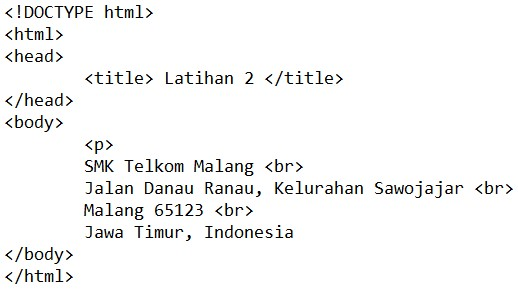 <!DOCTYPE html>
<html>
<head>
	<title> Latihan 2 </title>
</head>
<body>
	<p>
	SMK Telkom Malang <br>
	Jalan Danau Ranau, Kelurahan Sawojajar <br>
	Malang 65123 <br>
	Jawa Timur, Indonesia
</body>
</html>